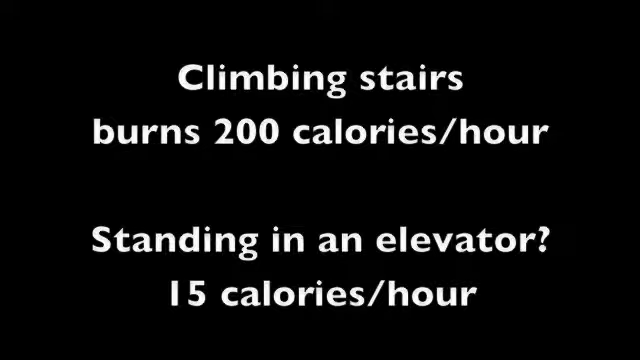 Climbing stairs
burns 200 calories/hour
Standing in an elevator?
15 calories/hour